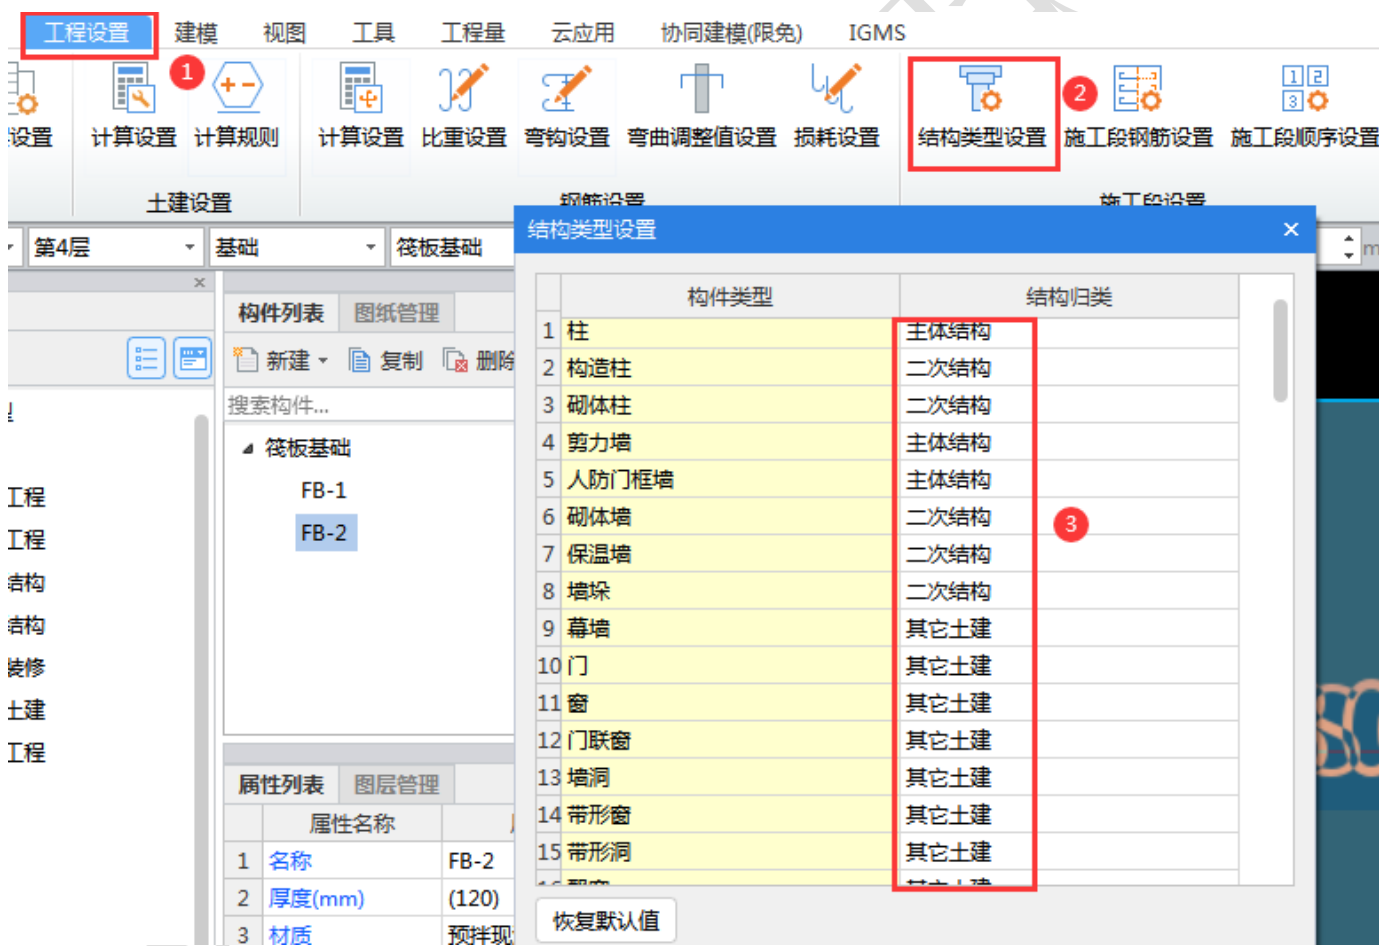 工程设置 建模 视图 工具 工程量 云应用 协同建模(限免) IGMS
1
2
设置 计算设置 计算规则 计算设置 比重设置 弯钩设置 弯曲调整值设置 损耗设置 结构类型设置 施工段钢筋设置 施工段顺序设置
土建设置 钢筋设置 施工段设置
第4层 基础 筏板基础
结构类型设置
构件列表 图纸管理
新建 复制 删除
搜索构件...
筏板基础
FB-1
FB-2
工程
工程
结构
结构
装修
土建
工程
构件类型 结构归类
1 柱 主体结构
2 构造柱 二次结构
3 砌体柱 二次结构
4 剪力墙 主体结构
5 人防门框墙 主体结构
6 砌体墙 二次结构
3
7 保温墙 二次结构
8 墙垛 二次结构
9 幕墙 其它土建
10 门 其它土建
11 窗 其它土建
12 门联窗 其它土建
13 墙洞 其它土建
14 带形窗 其它土建
15 带形洞 其它土建
恢复默认值
属性列表 图层管理
属性名称
1 名称 FB-2
2 厚度(mm) (120)
3 材质 预拌现